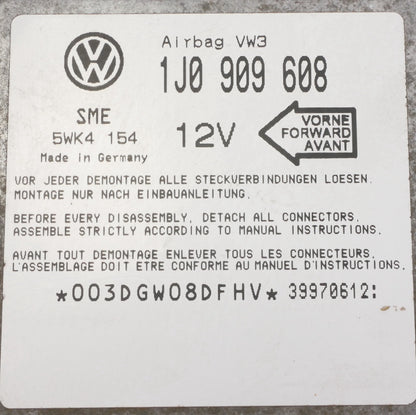 Airbag VW3
1J0 909 608
SME
5WK4 154
Made in Germany
12V
VORNE
FORWARD
AVANT
VOR JEDER DEMONTAGE ALLE STECKVERBINDUNGEN LOESEN.
MONTAGE NUR NACH EINBAUANLEITUNG.
BEFORE EVERY DISASSEMBLY, DETACH ALL CONNECTORS.
ASSEMBLE STRICTLY ACCORDING TO MANUAL INSTRUCTIONS.
AVANT TOUT DEMONTAGE ENLEVER TOUS LES CONNECTEURS.
L'ASSEMBLAGE DOIT ETRE CONFORME AU MANUEL D'INSTRUCTIONS.
*003DGW08DFHV* 39970612: